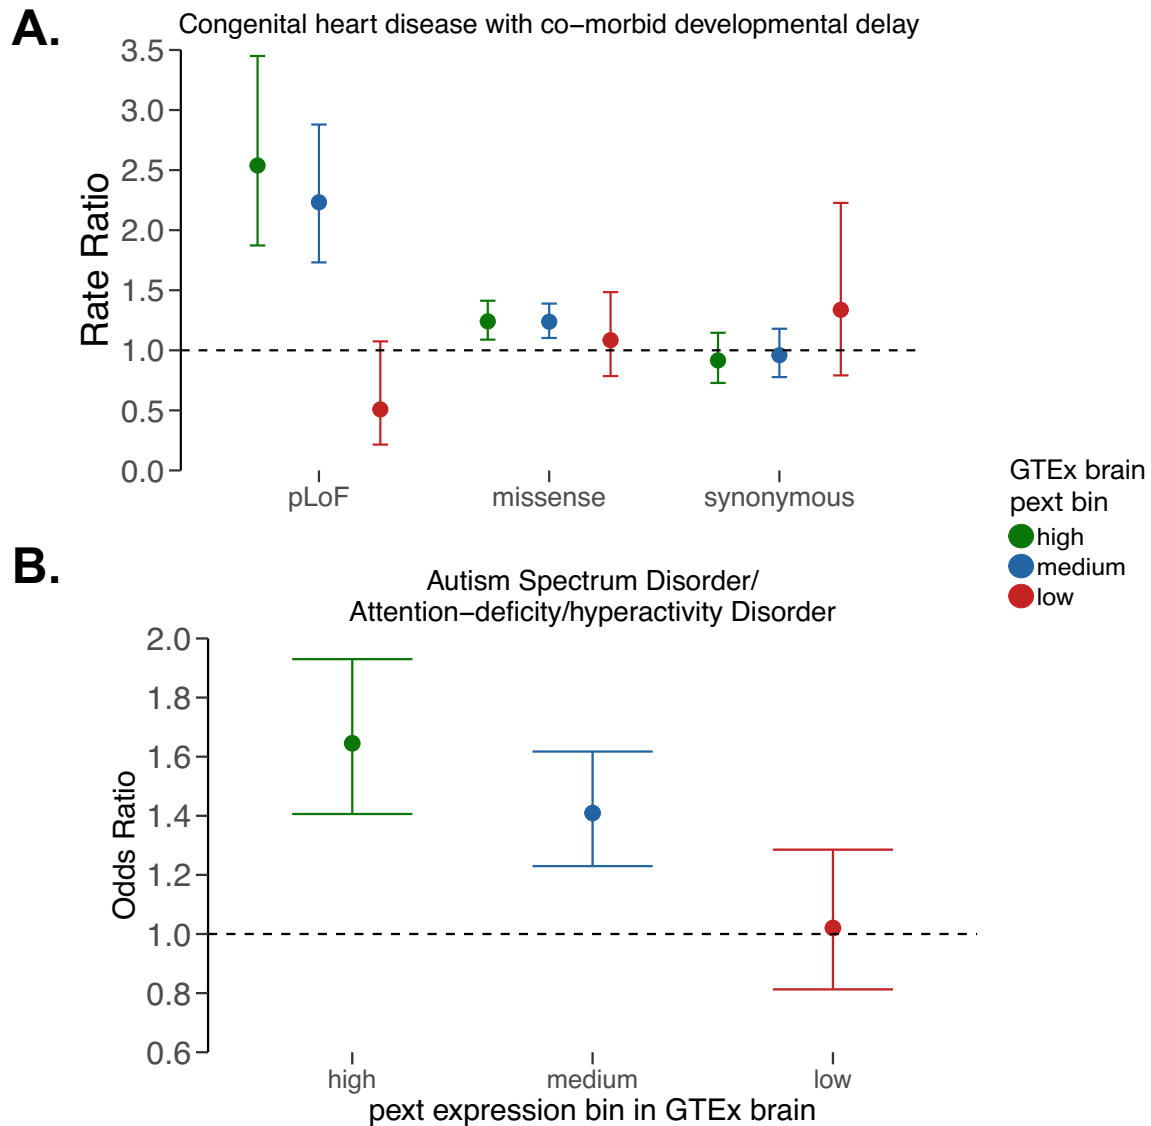 A.
Congenital heart disease with co−morbid developmental delay
Rate Ratio
3.5
3.0
2.5
2.0
1.5
1.0
0.5
0.0
pLoF
missense
synonymous
GTEx brain
pext bin
high
medium
low
B.
Autism Spectrum Disorder/
Attention−deficity/hyperactivity Disorder
Odds Ratio
2.0
1.8
1.6
1.4
1.2
1.0
0.8
0.6
high
medium
low
pext expression bin in GTEx brain